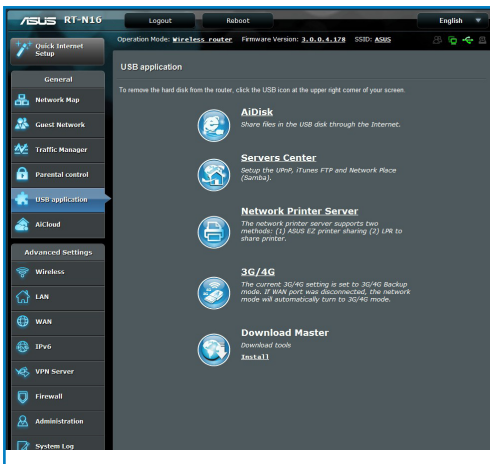 ASUS RT-N16
Logout
Reboot
English
Quick Internet
Setup
Operation Mode: Wireless router Firmware Version: 3.0.0.4.178 SSID: ASUS
General
Network Map
Guest Network
Traffic Manager
Parental control
USB application
AiCloud
Advanced Settings
Wireless
LAN
WAN
IPv6
VPN Server
Firewall
Administration
System Log
USB application
To remove the hard disk from the router, click the USB icon at the upper right corner of your screen.
AiDisk
Share files in the USB disk through the Internet.
Servers Center
Setup the UPnP, iTunes FTP and Network Place
(Samba).
Network Printer Server
The network printer server supports two
methods: (1) ASUS EZ printer sharing (2) LPR to
share printer.
3G/4G
The current 3G/4G setting is set to 3G/4G Backup
mode. If WAN port was disconnected, the network
mode will automatically turn to 3G/4G mode.
Download Master
Download tools
Install